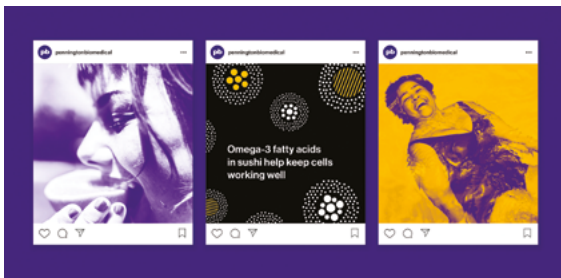 pb penningtonbiomedical
pb penningtonbiomedical
Omega-3 fatty acids
in sushi help keep cells
working well
pb penningtonbiomedical